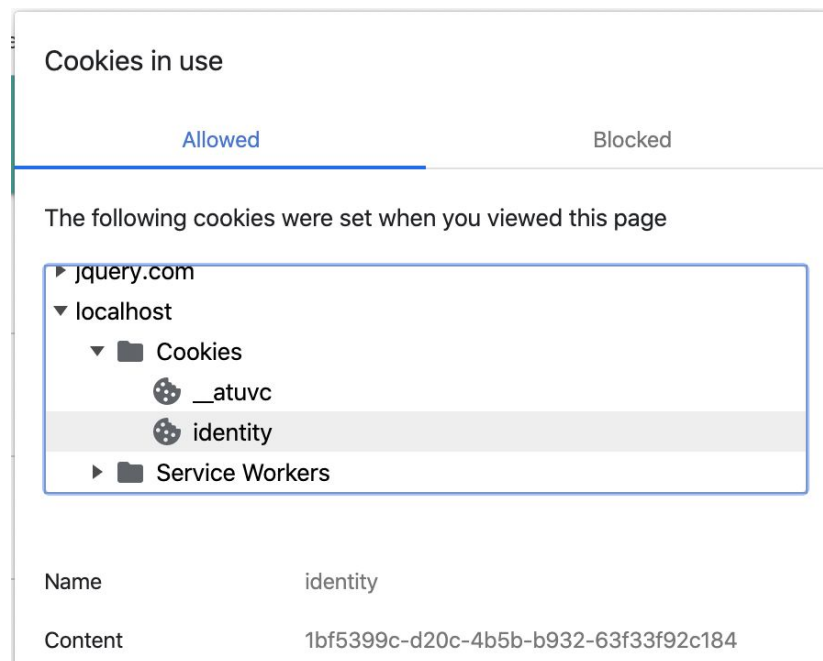 Cookies in use
Allowed Blocked
The following cookies were set when you viewed this page
jquery.com
localhost
Cookies
__atuvc
identity
Service Workers
Name identity
Content 1bf5399c-d20c-4b5b-b932-63f33f92c184